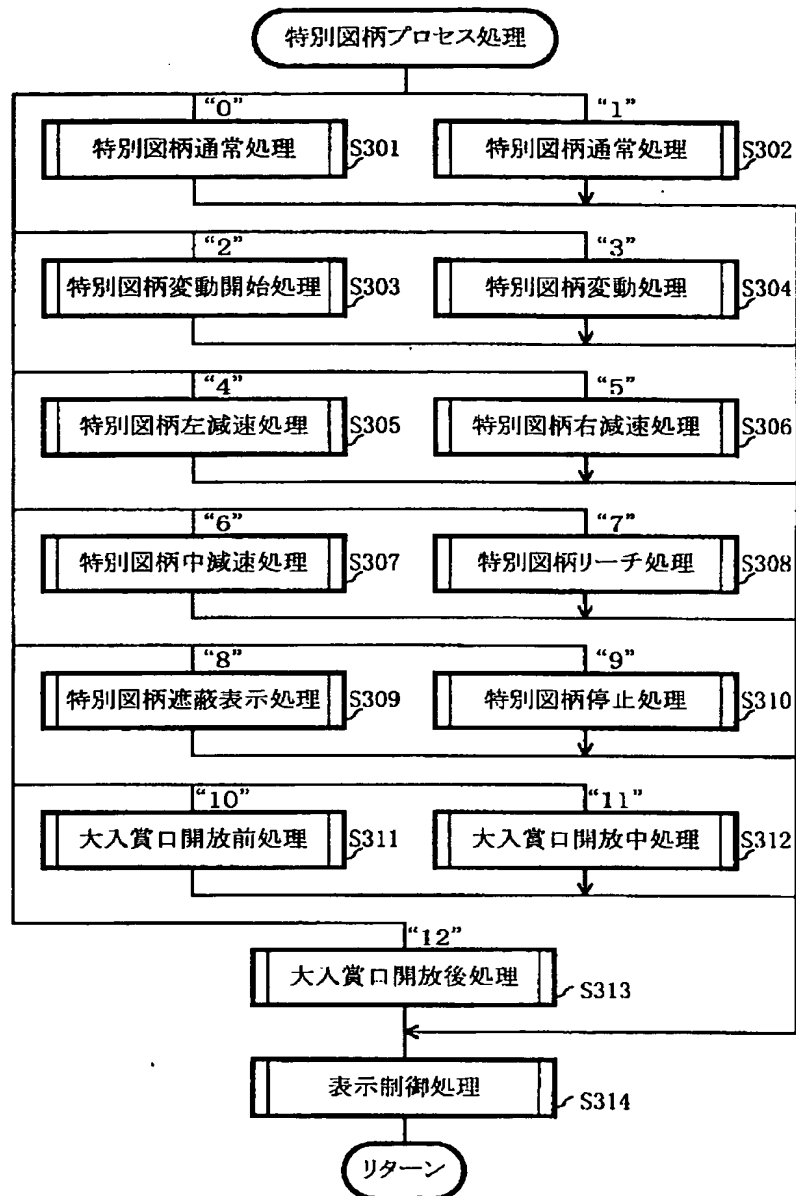 特別図柄プロセス処理
“0” “1”
特別図柄通常処理 S301 特別図柄通常処理 S302
“2” “3”
特別図柄変動開始処理 S303 特別図柄変動処理 S304
“4” “5”
特別図柄左減速処理 S305 特別図柄右減速処理 S306
“6” “7”
特別図柄中減速処理 S307 特別図柄リーチ処理 S308
“8” “9”
特別図柄遮蔽表示処理 S309 特別図柄停止処理 S310
“10” “11”
大入賞口開放前処理 S311 大入賞口開放中処理 S312
“12”
大入賞口開放後処理 S313
表示制御処理 S314
リターン